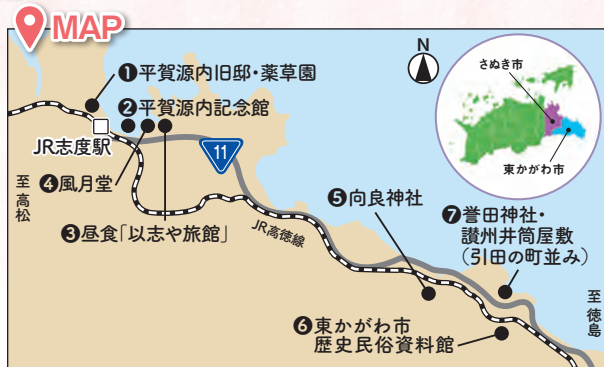 MAP
N
さぬき市
東かがわ市
❶平賀源内旧邸・薬草園
❷平賀源内記念館
JR志度駅
11
至高松
❹風月堂
❸昼食「以志や旅館」
JR高徳線
❺向良神社
❼誉田神社・
讃州井筒屋敷
（引田の町並み）
至徳島
❻東かがわ市
歴史民俗資料館